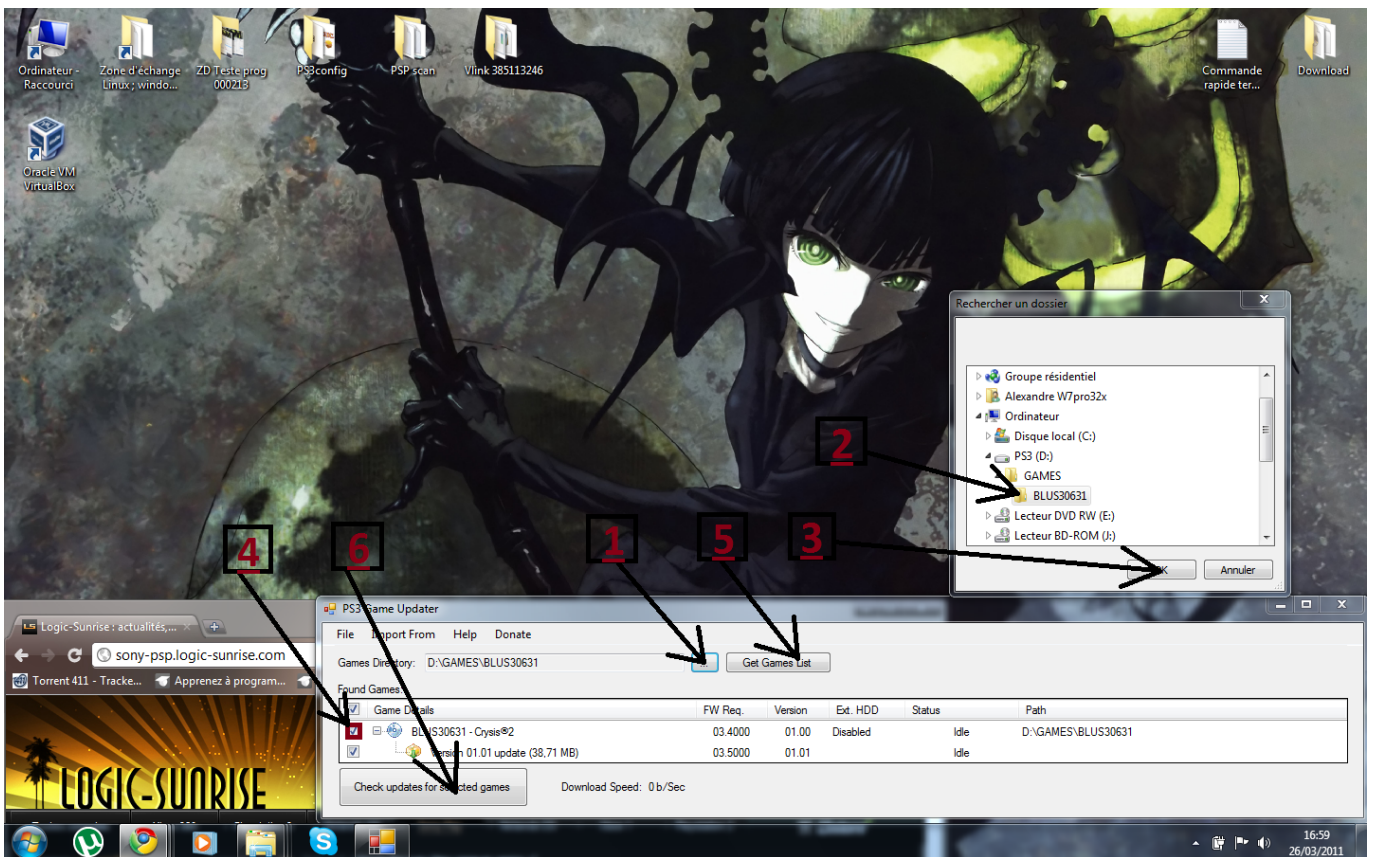 Ordinateur -
Raccourci
Zone d'échange
Linux ; windo...
ZD Teste prog
000213
PS3config
PSP scan
Vlink 385113246
Commande
rapide ter...
Download
Oracle VM
VirtualBox
Rechercher un dossier
X
Groupe résidentiel
Alexandre W7pro32x
Ordinateur
Disque local (C:)
PS3 (D:)
GAMES
BLUS30631
Lecteur DVD RW (E:)
Lecteur BD-ROM (J:)
OK
Annuler
2
4
6
1
5
3
PS3 Game Updater
X
File Import From Help Donate
Games Directory: D:\GAMES\BLUS30631 ... Get Games List
Found Games:
Game Details FW Req. Version Ext. HDD Status Path
BLUS30631 - Crysis®2 03.4000 01.00 Disabled Idle D:\GAMES\BLUS30631
Version 01.01 update (38,71 MB) 03.5000 01.01 Idle
Check updates for selected games Download Speed: 0 b/Sec
LS Logic-Sunrise : actualités,... ×
sony-psp.logic-sunrise.com
Torrent 411 - Tracke... Apprenez à program...
LOGIC-SUNRISE
16:59
26/03/2011